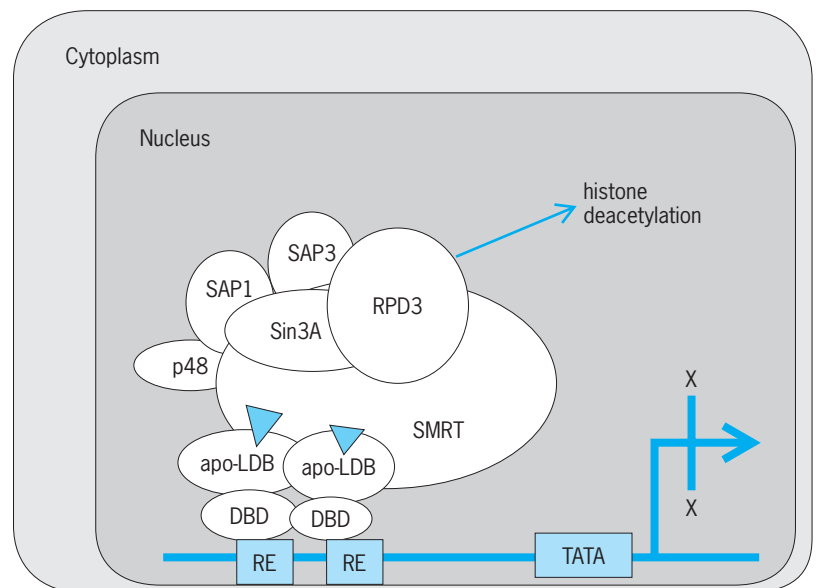 Cytoplasm
Nucleus
histone
deacetylation
SAP3
SAP1
RPD3
Sin3A
p48
X
SMRT
apo-LDB
apo-LDB
X
DBD
DBD
RE
RE
TATA